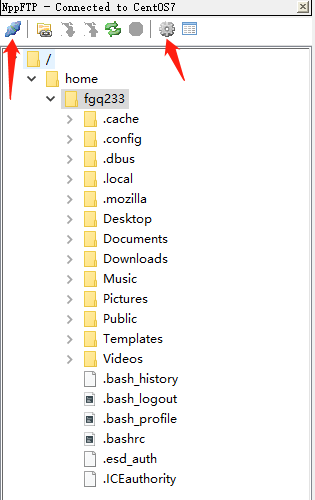 NppFTP - Connected to CentOS7
/
home
fgq233
.cache
.config
.dbus
.local
.mozilla
Desktop
Documents
Downloads
Music
Pictures
Public
Templates
Videos
.bash_history
.bash_logout
.bash_profile
.bashrc
.esd_auth
.ICEauthority